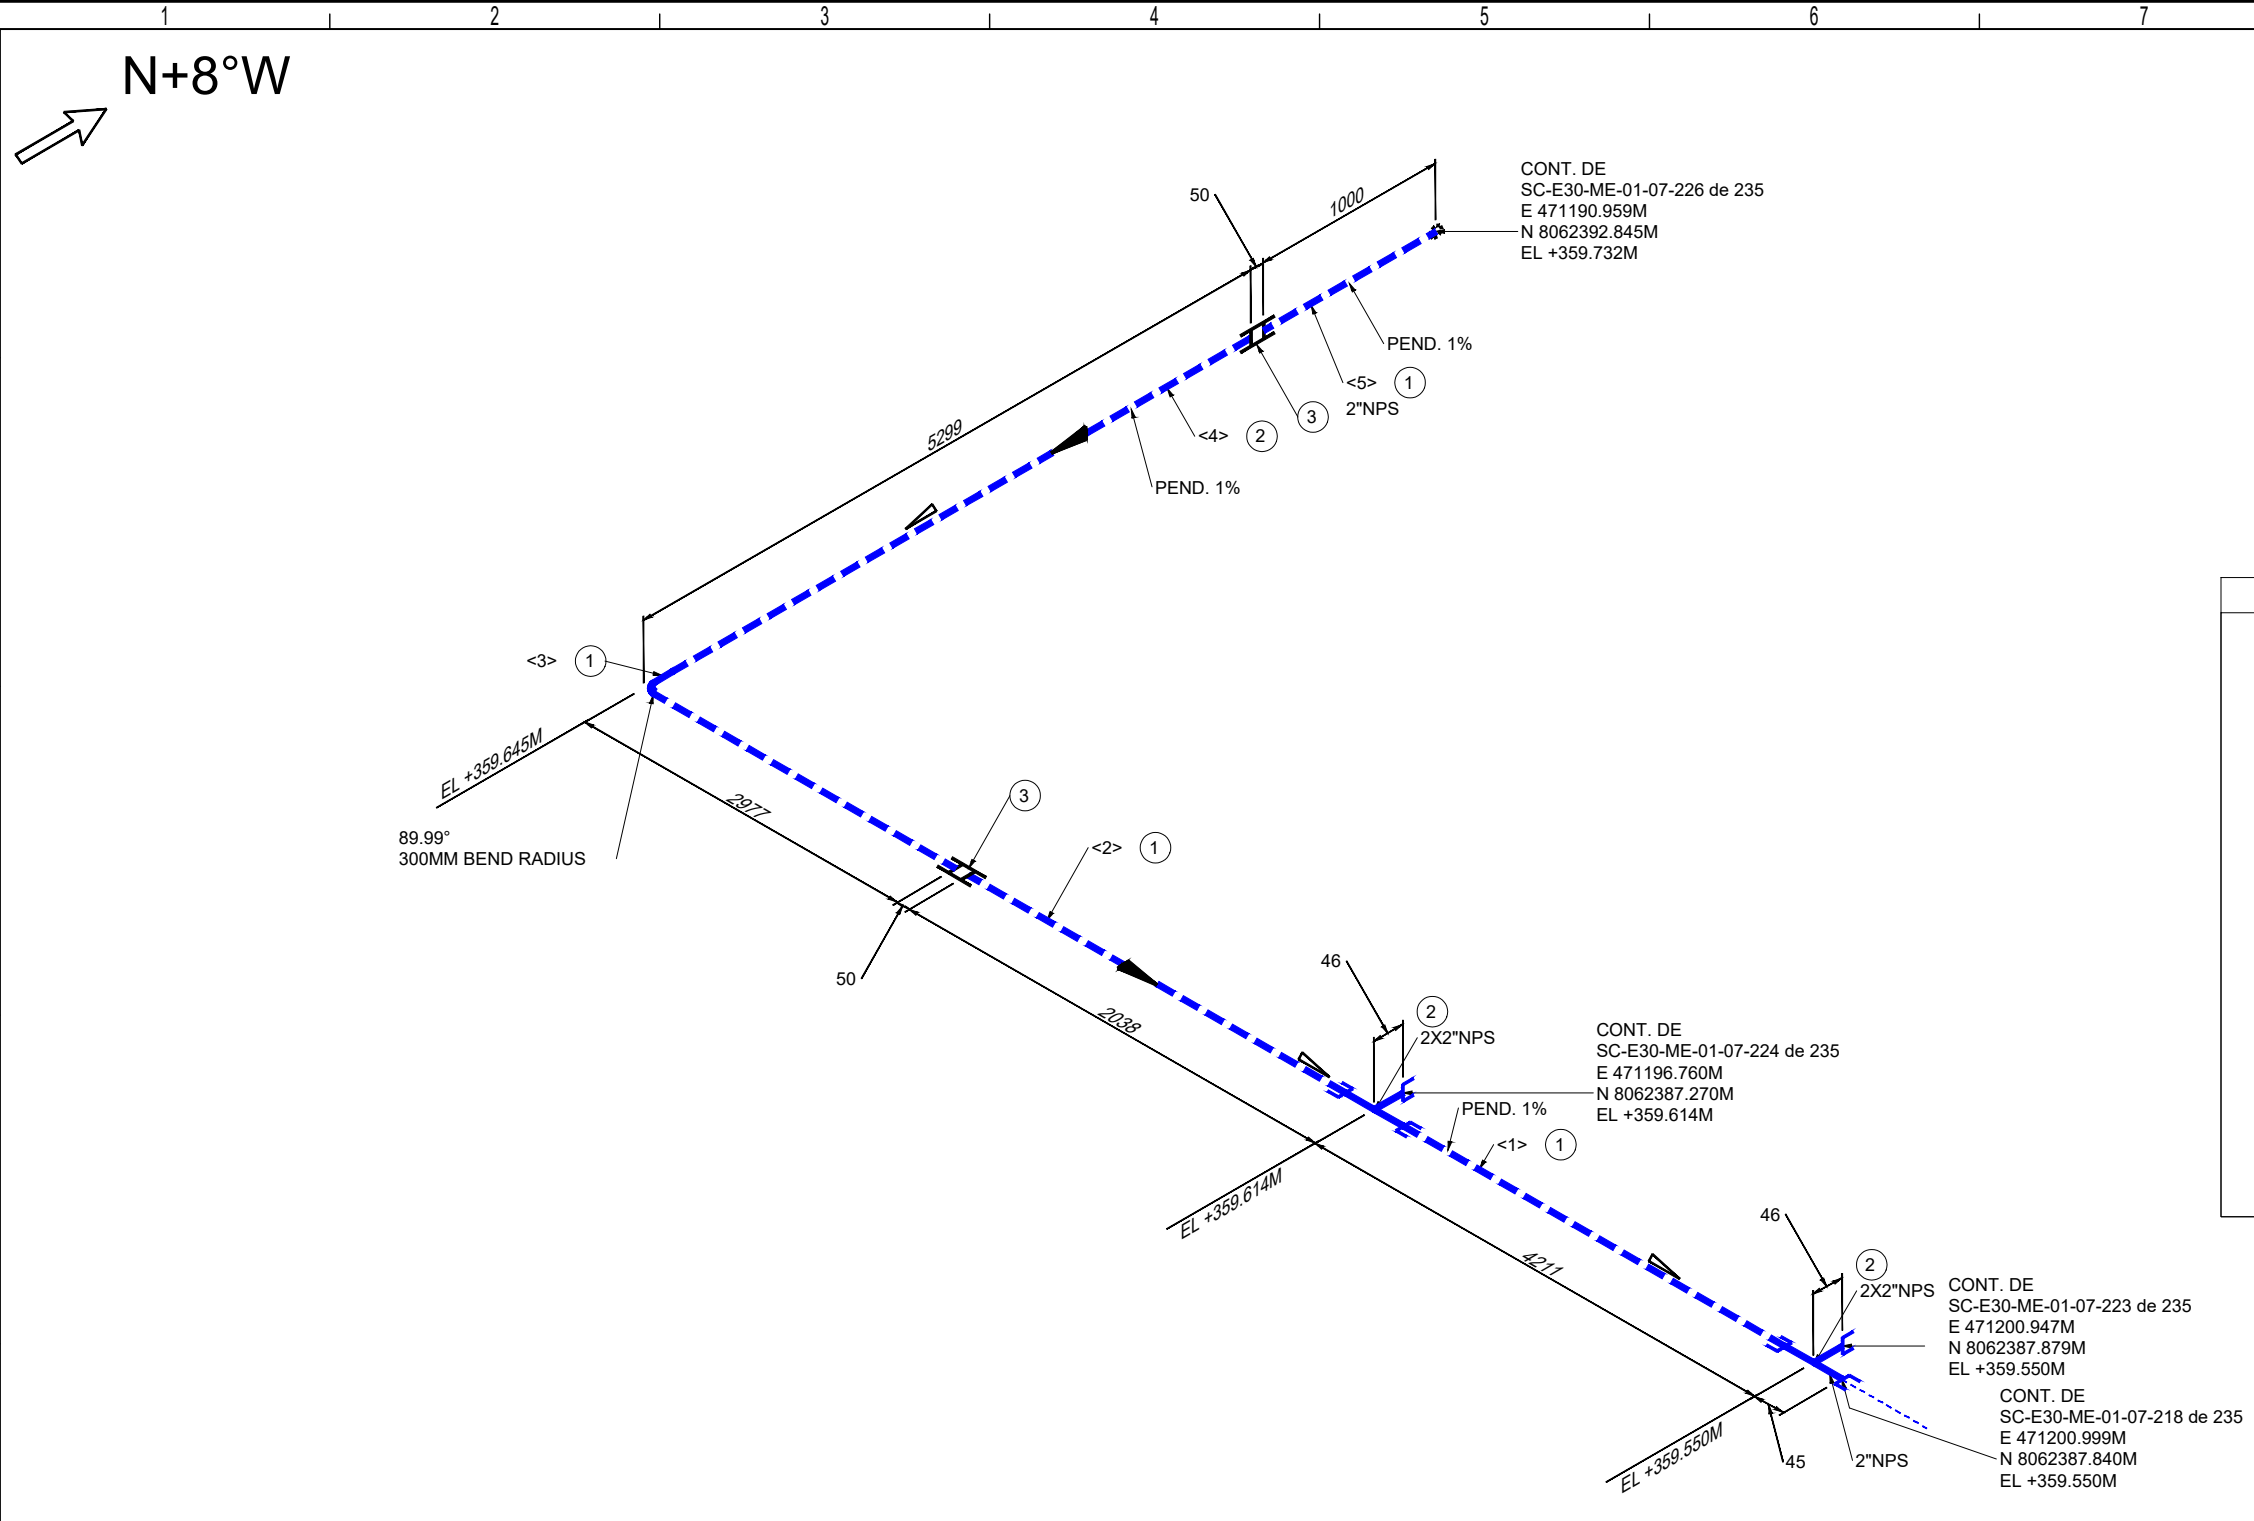 1 2 3 4 5 6 7
N+8°W
CONT. DE
SC-E30-ME-01-07-226 de 235
E 471190.959M
N 8062392.845M
EL +359.732M
50
1000
PEND. 1%
<5> 1
2"NPS
3
<4> 2
5299
PEND. 1%
<3> 1
EL +359.645M
2977
3
89.99°
300MM BEND RADIUS
<2> 1
50
46
2038
2
2X2"NPS
CONT. DE
SC-E30-ME-01-07-224 de 235
E 471196.760M
N 8062387.270M
EL +359.614M
PEND. 1%
<1> 1
EL +359.614M
46
4211
2
2X2"NPS
CONT. DE
SC-E30-ME-01-07-223 de 235
E 471200.947M
N 8062387.879M
EL +359.550M
CONT. DE
SC-E30-ME-01-07-218 de 235
E 471200.999M
N 8062387.840M
EL +359.550M
EL +359.550M
45
2"NPS